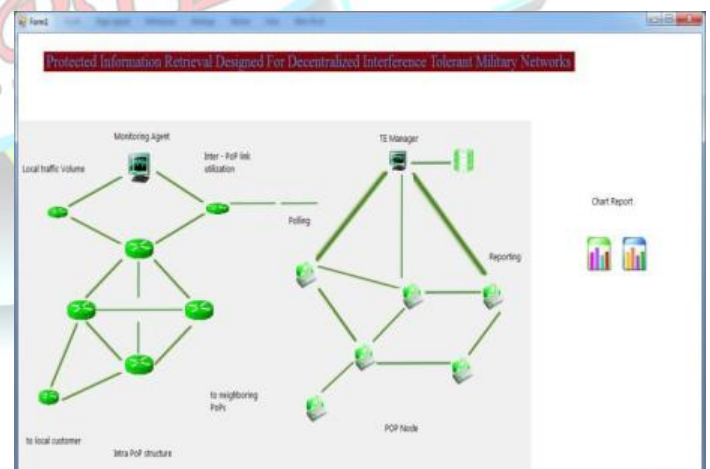 Form1
Protected Information Retrieval Designed For Decentralized Interference Tolerant Military Networks
Monitoring Agent
TE Manager
Local traffic Volume
Inter - PoP link
utilization
Chart Report
Polling
Reporting
to neighboring
PoPs
POP Node
to local customer
Intra PoP structure